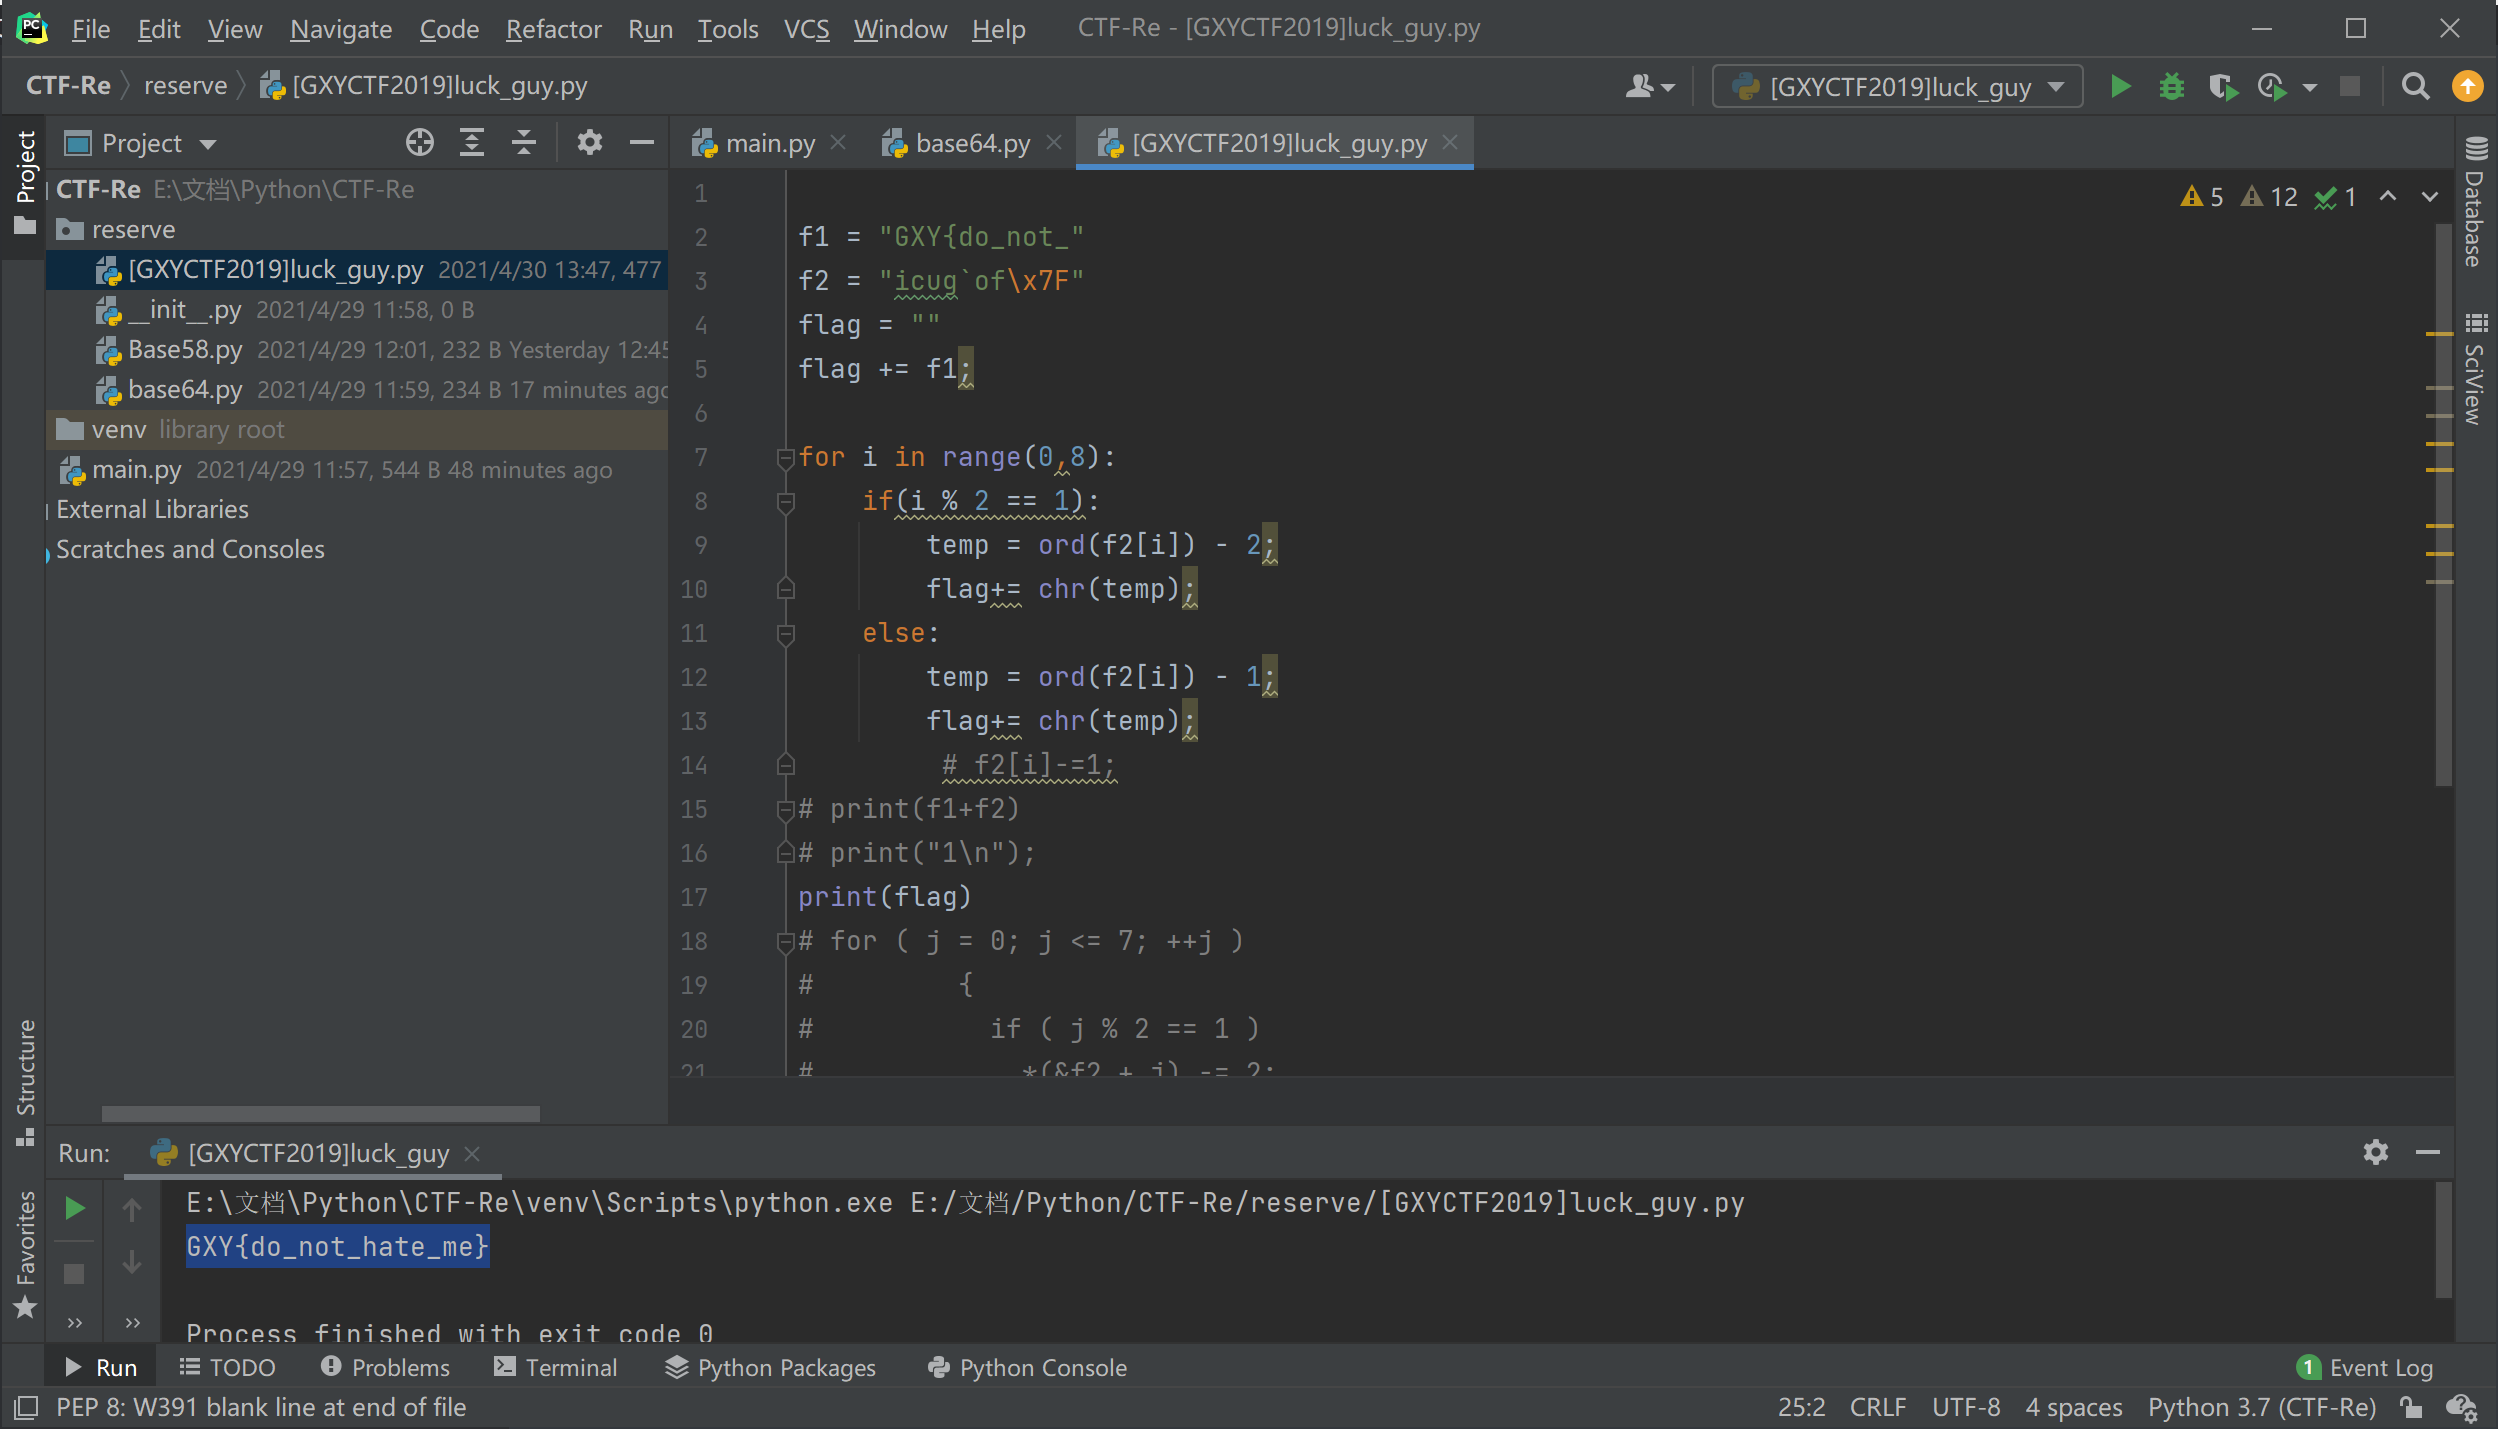 PC File Edit View Navigate Code Refactor Run Tools VCS Window Help CTF-Re - [GXYCTF2019]luck_guy.py
CTF-Re reserve [GXYCTF2019]luck_guy.py [GXYCTF2019]luck_guy
Project
Project
main.py
base64.py
[GXYCTF2019]luck_guy.py
CTF-Re E:\文档\Python\CTF-Re
reserve
[GXYCTF2019]luck_guy.py 2021/4/30 13:47, 477
__init__.py 2021/4/29 11:58, 0 B
Base58.py 2021/4/29 12:01, 232 B Yesterday 12:45
base64.py 2021/4/29 11:59, 234 B 17 minutes ago
venv library root
main.py 2021/4/29 11:57, 544 B 48 minutes ago
External Libraries
Scratches and Consoles
5 12 1
1
2 f1 = "GXY{do_not_"
3 f2 = "icug`of\x7F"
4 flag = ""
5 flag += f1;
6
7 for i in range(0,8):
8     if(i % 2 == 1):
9         temp = ord(f2[i]) - 2;
10         flag+= chr(temp);
11     else:
12         temp = ord(f2[i]) - 1;
13         flag+= chr(temp);
14          # f2[i]-=1;
15 # print(f1+f2)
16 # print("1\n");
17 print(flag)
18 # for ( j = 0; j <= 7; ++j )
19 #         {
20 #           if ( j % 2 == 1 )
21 #             *(&f2 + j) -= 2;
Database
SciView
Structure
Favorites
Run: [GXYCTF2019]luck_guy
E:\文档\Python\CTF-Re\venv\Scripts\python.exe E:/文档/Python/CTF-Re/reserve/[GXYCTF2019]luck_guy.py
GXY{do_not_hate_me}
Process finished with exit code 0
Run TODO Problems Terminal Python Packages Python Console 1 Event Log
PEP 8: W391 blank line at end of file 25:2 CRLF UTF-8 4 spaces Python 3.7 (CTF-Re)